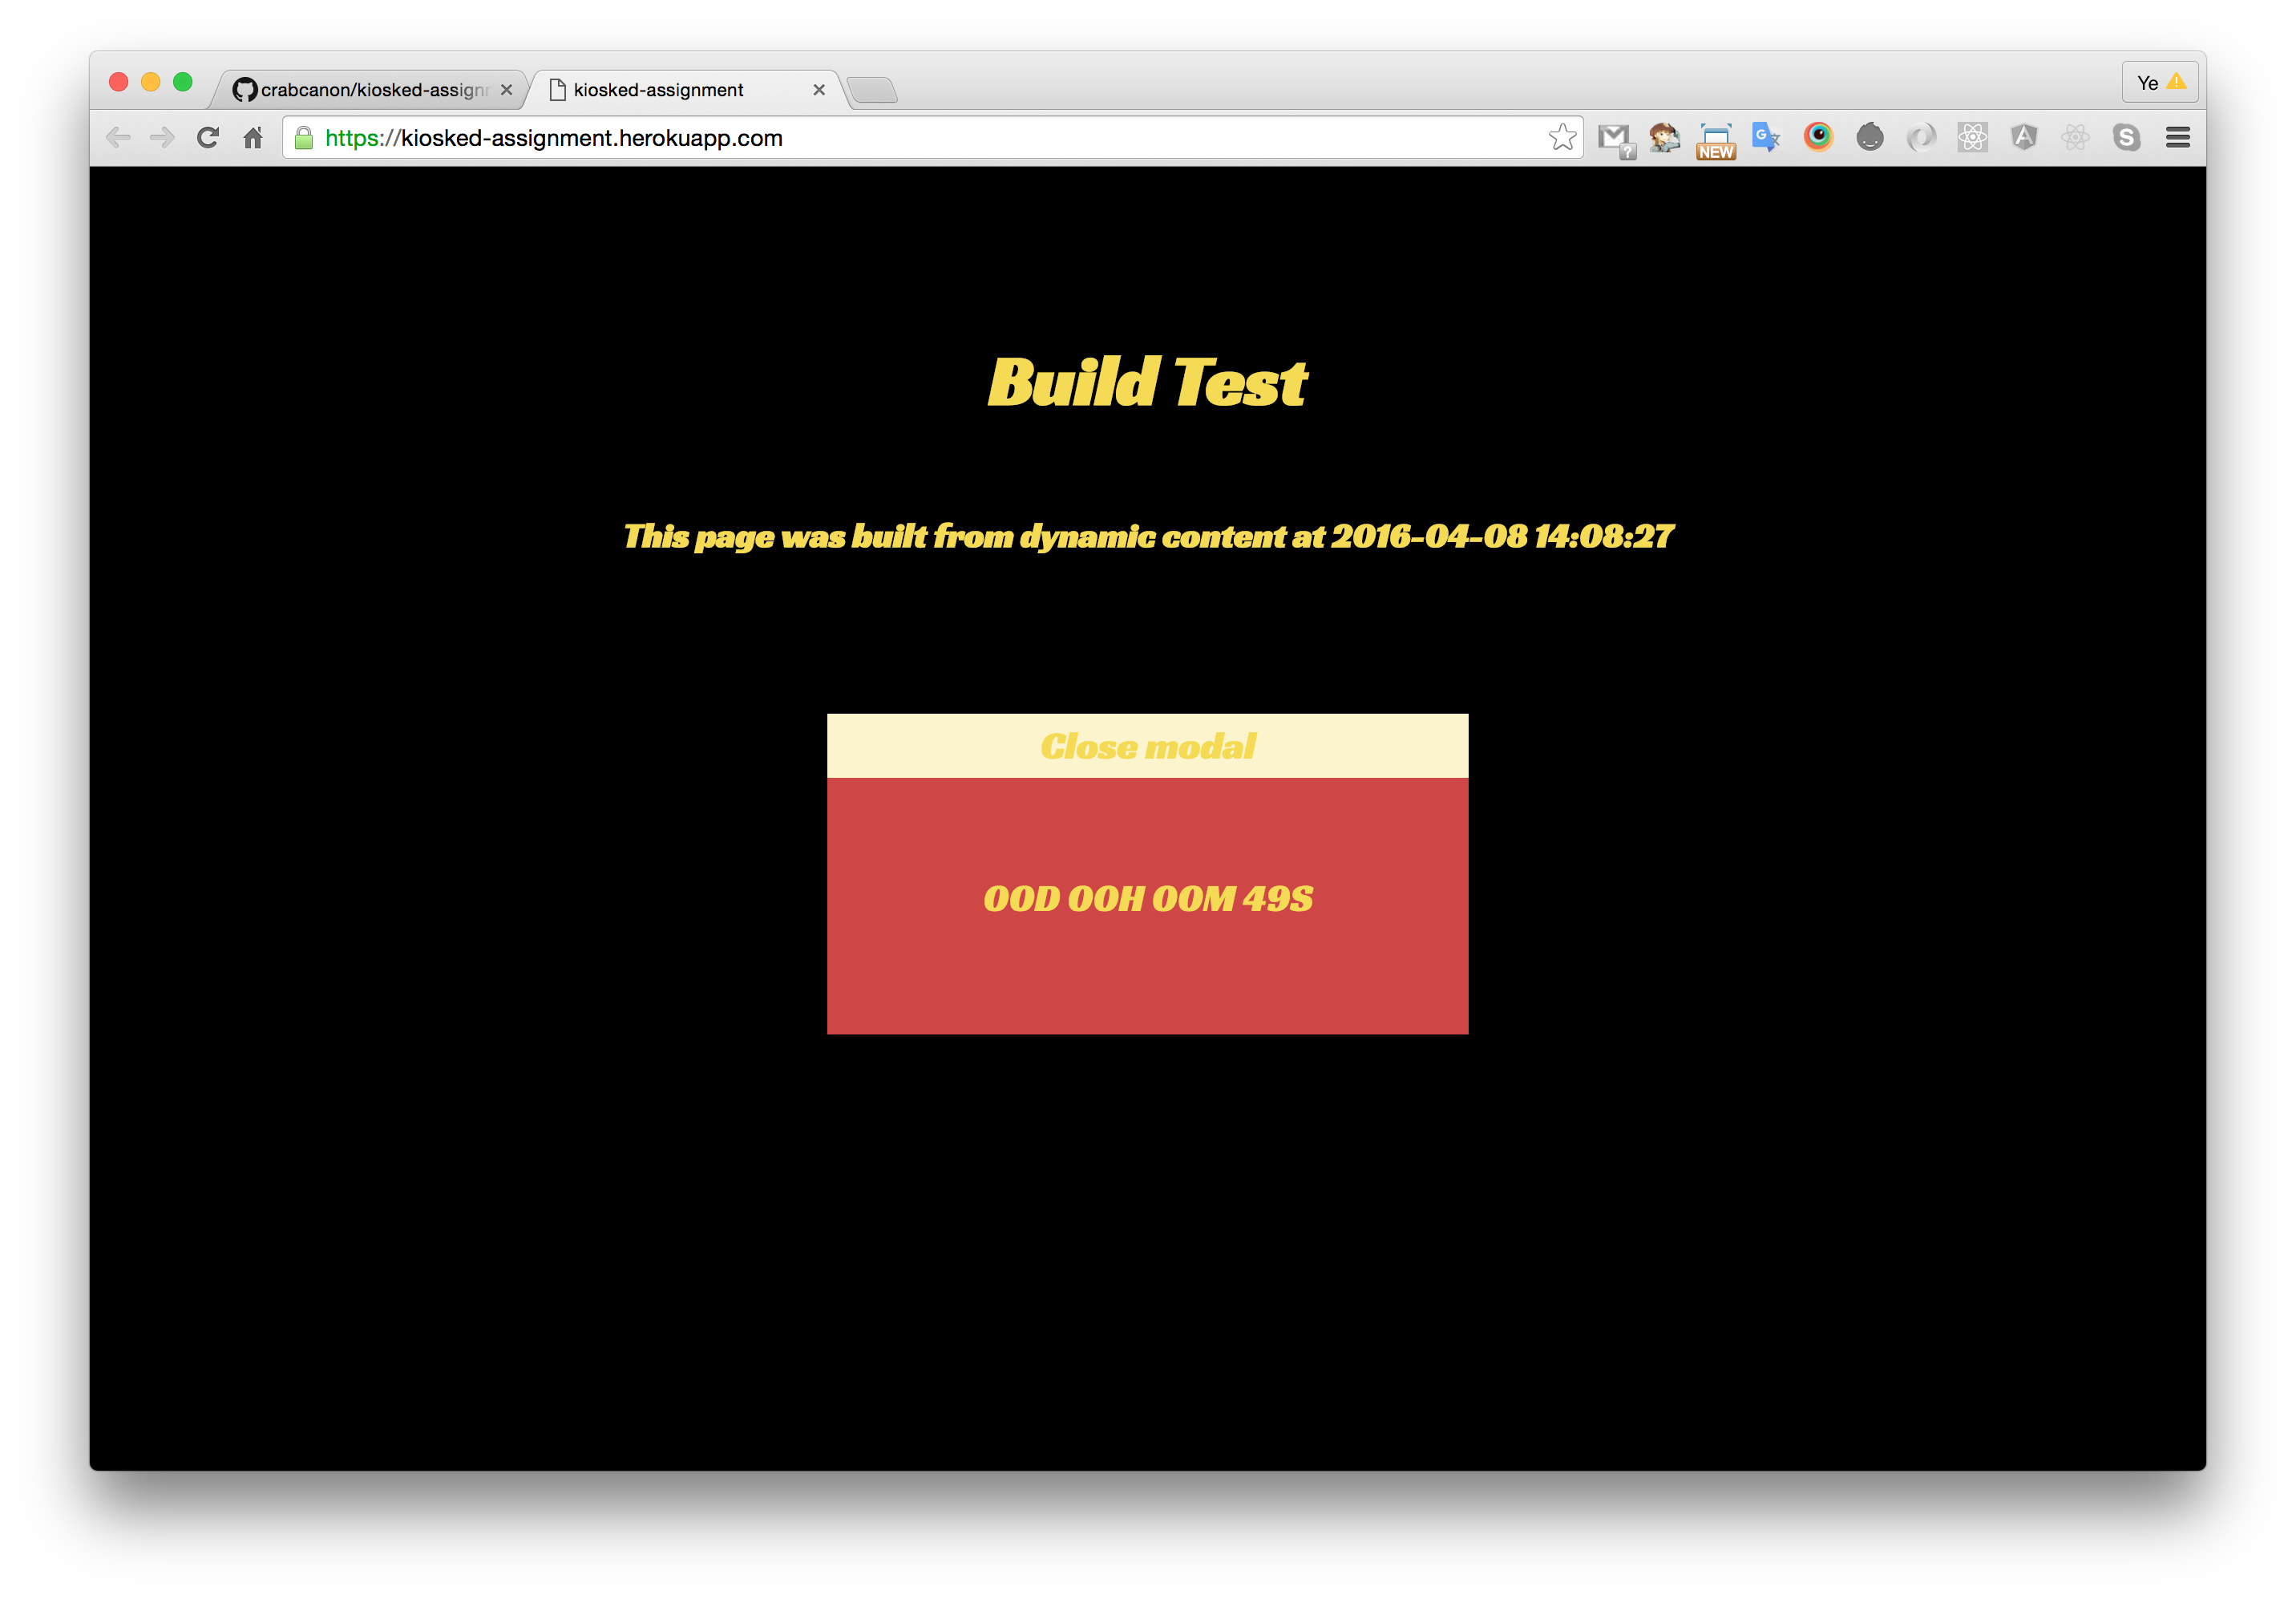 crabcanon/kiosked-assign
kiosked-assignment
Ye
https://kiosked-assignment.herokuapp.com
?
NEW
G
A
S
Build Test
This page was built from dynamic content at 2016-04-08 14:08:27
Close modal
00D 00H 00M 49S